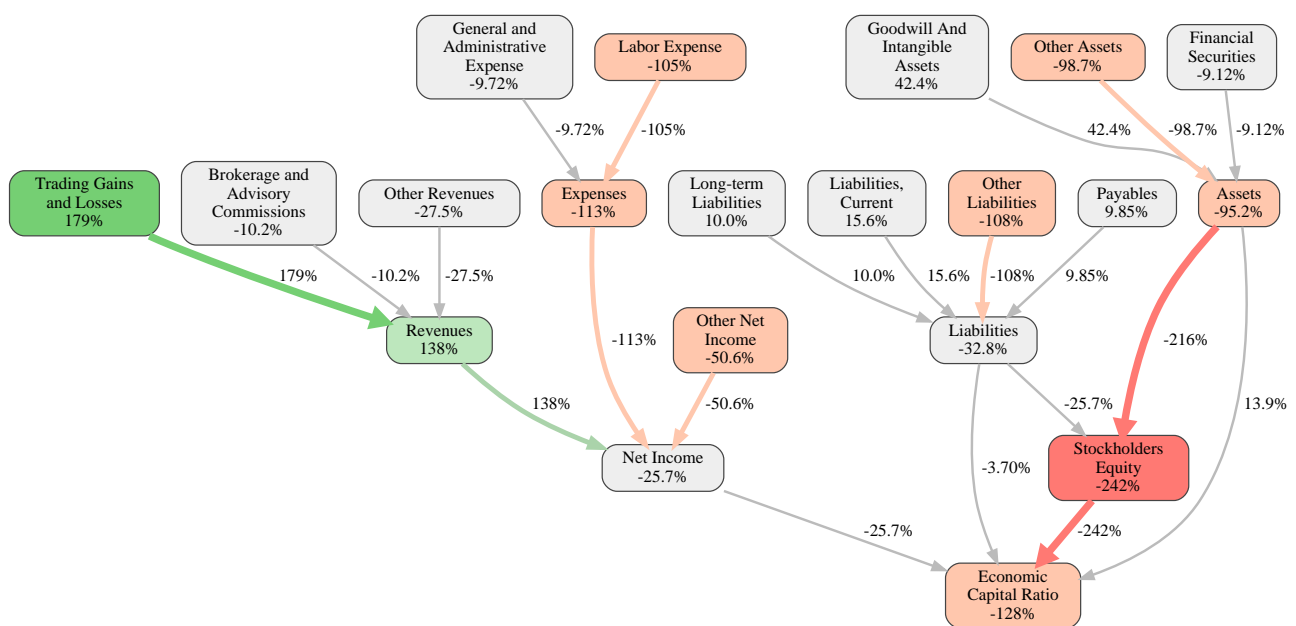 General and
Administrative
Expense
-9.72%
Labor Expense
-105%
Goodwill And
Intangible
Assets
42.4%
Other Assets
-98.7%
Financial
Securities
-9.12%
-9.72%
-105%
42.4%
-98.7%
-9.12%
Trading Gains
and Losses
179%
Brokerage and
Advisory
Commissions
-10.2%
Other Revenues
-27.5%
Expenses
-113%
Long-term
Liabilities
10.0%
Liabilities,
Current
15.6%
Other
Liabilities
-108%
Payables
9.85%
Assets
-95.2%
179%
-10.2%
-27.5%
10.0%
15.6%
-108%
9.85%
Revenues
138%
-113%
Other Net
Income
-50.6%
Liabilities
-32.8%
-216%
138%
-50.6%
-25.7%
13.9%
Net Income
-25.7%
-3.70%
Stockholders
Equity
-242%
-25.7%
-242%
Economic
Capital Ratio
-128%